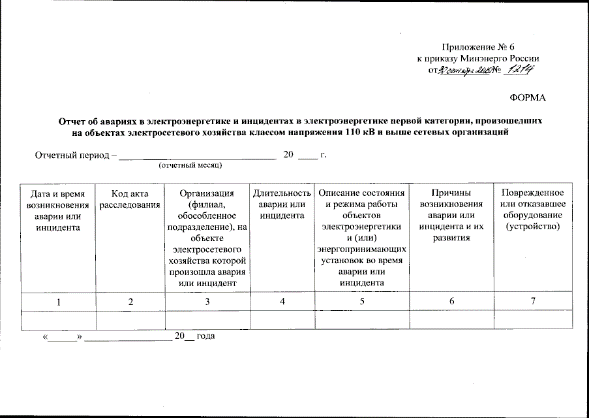 Приложение № 6
к приказу Минэнерго России
от № 1214
ФОРМА
Отчет об авариях в электроэнергетике и инцидентах в электроэнергетике первой категории, произошедших
на объектах электросетевого хозяйства классом напряжения 110 кВ и выше сетевых организаций
Отчетный период – ____________________________ 20 ____ г.
(отчетный месяц)
Дата и время
возникновения
аварии или
инцидента
Код акта
расследования
Организация
(филиал,
обособленное
подразделение), на
объекте
электросетевого
хозяйства которой
произошла авария
или инцидент
Длительность
аварии или
инцидента
Описание состояния
и режима работы
объектов
электроэнергетики
и (или)
энергопринимающих
установок во время
аварии или
инцидента
Причины
возникновения
аварии или
инцидента и их
развития
Поврежденное
или отказавшее
оборудование
(устройство)
1 2 3 4 5 6 7
«______» __________________ 20__ года